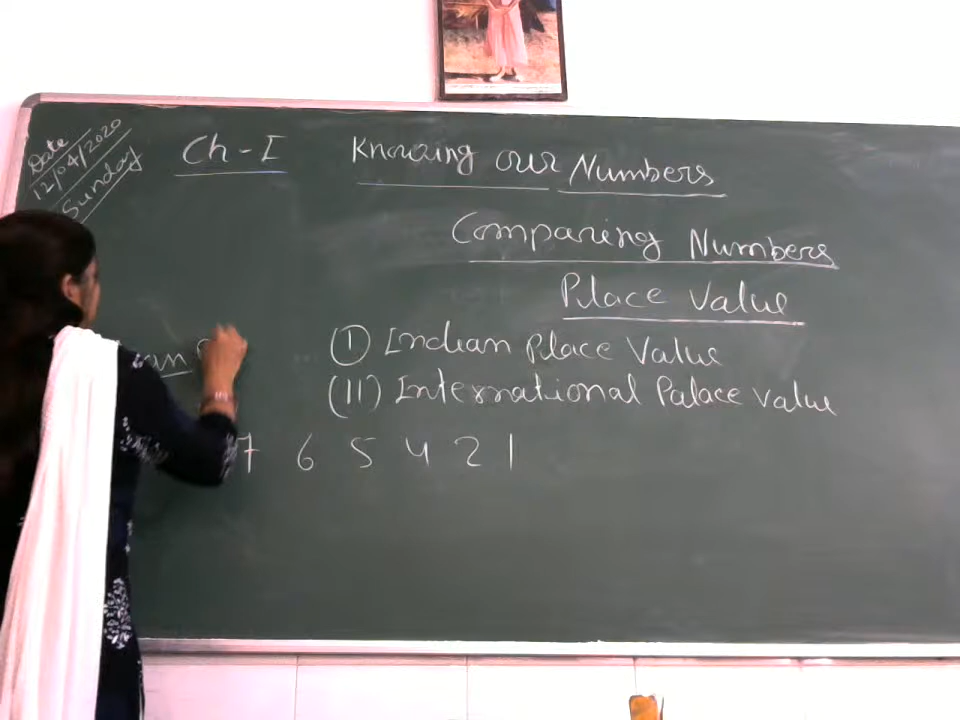 Date
12/04/2020
Sunday
Ch-I Knowing our Numbers
Comparing Numbers
Place Value
(I) Indian Place Value
(II) International Palace value
7 6 5 4 2 1